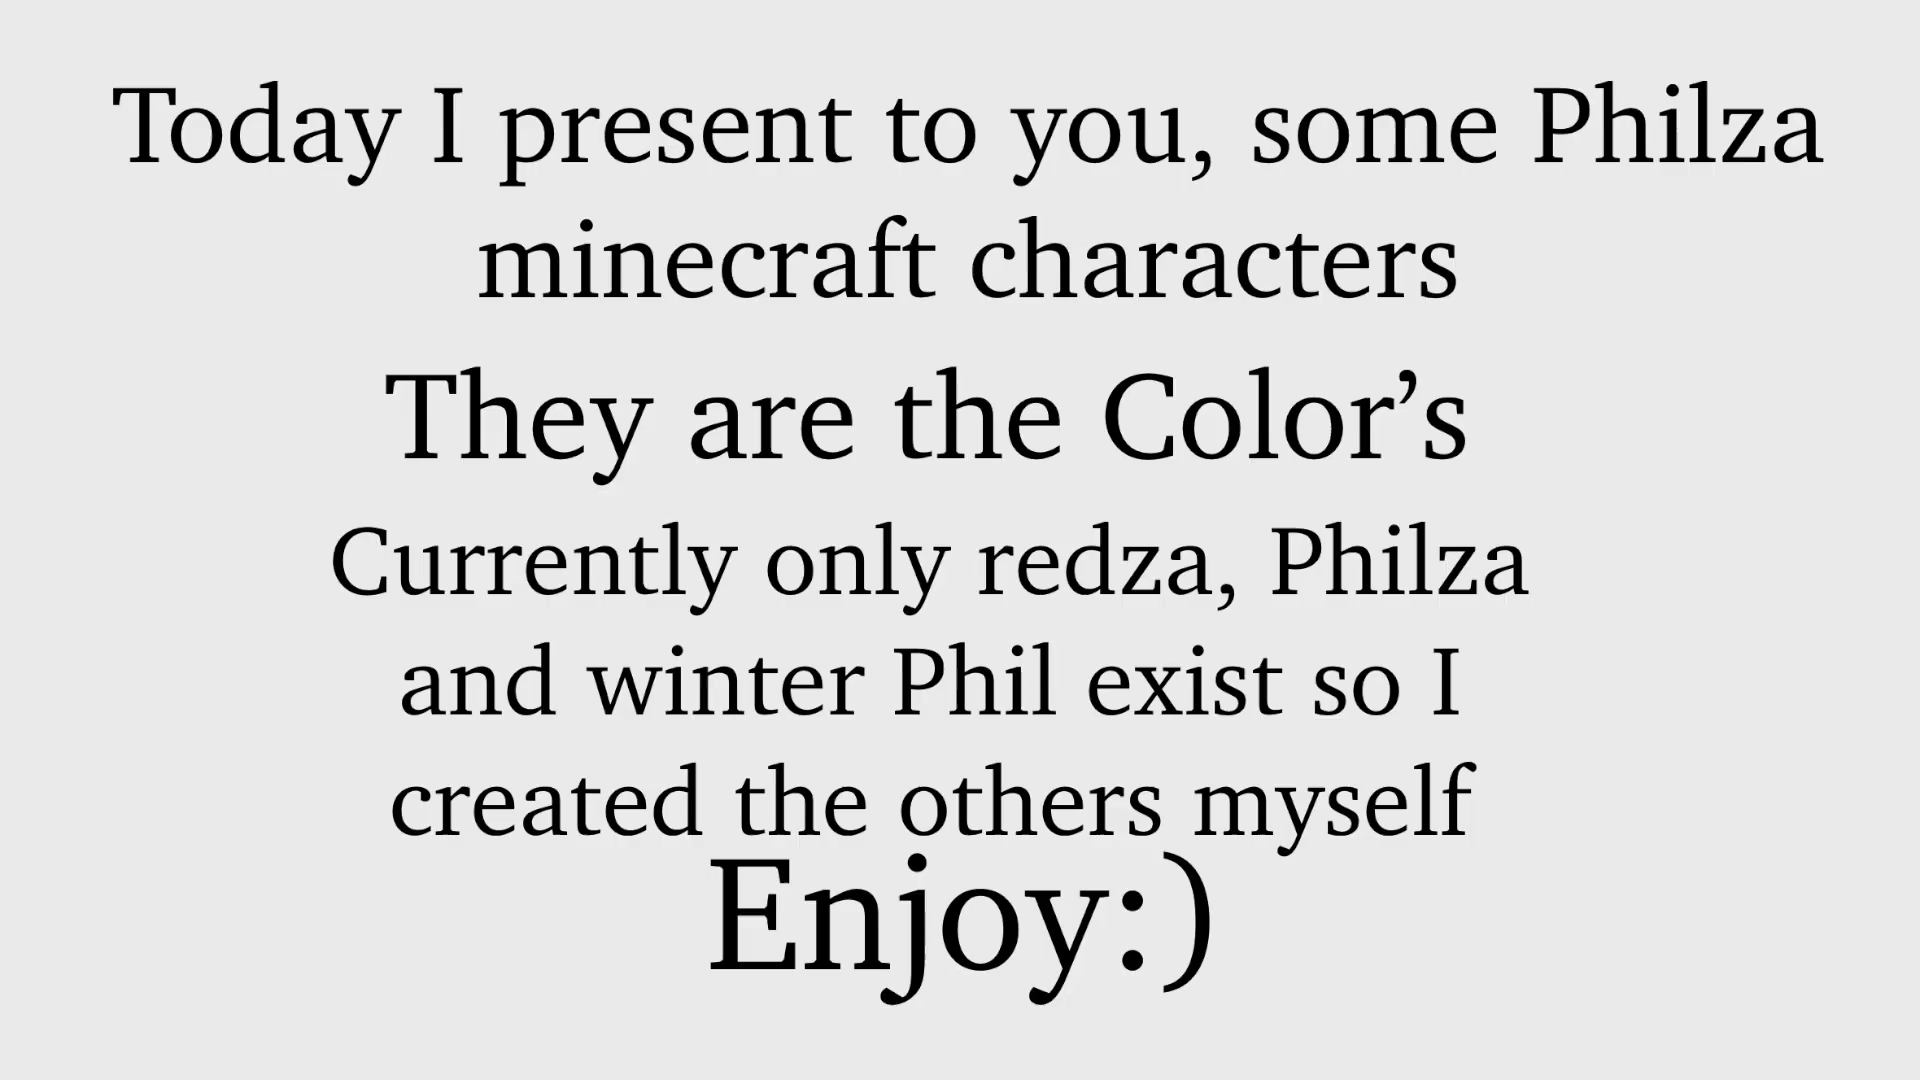 Today I present to you, some Philza
minecraft characters
They are the Color’s
Currently only redza, Philza
and winter Phil exist so I
created the others myself
Enjoy:)